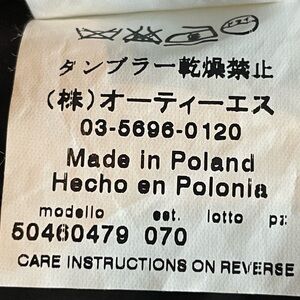 タンブラー乾燥禁止
(株)オーティーエス
03-5696-0120
Made in Poland
Hecho en Polonia
modello est. lotto
50460479 070
CARE INSTRUCTIONS ON REVERSE